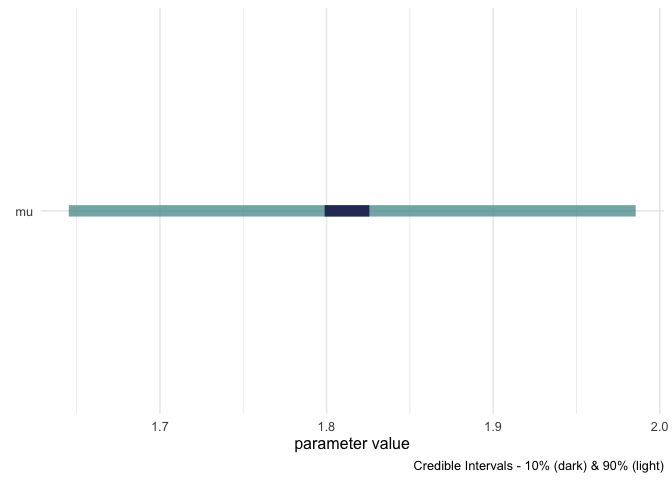 mu
1.7 1.8 1.9 2.0
parameter value
Credible Intervals - 10% (dark) & 90% (light)